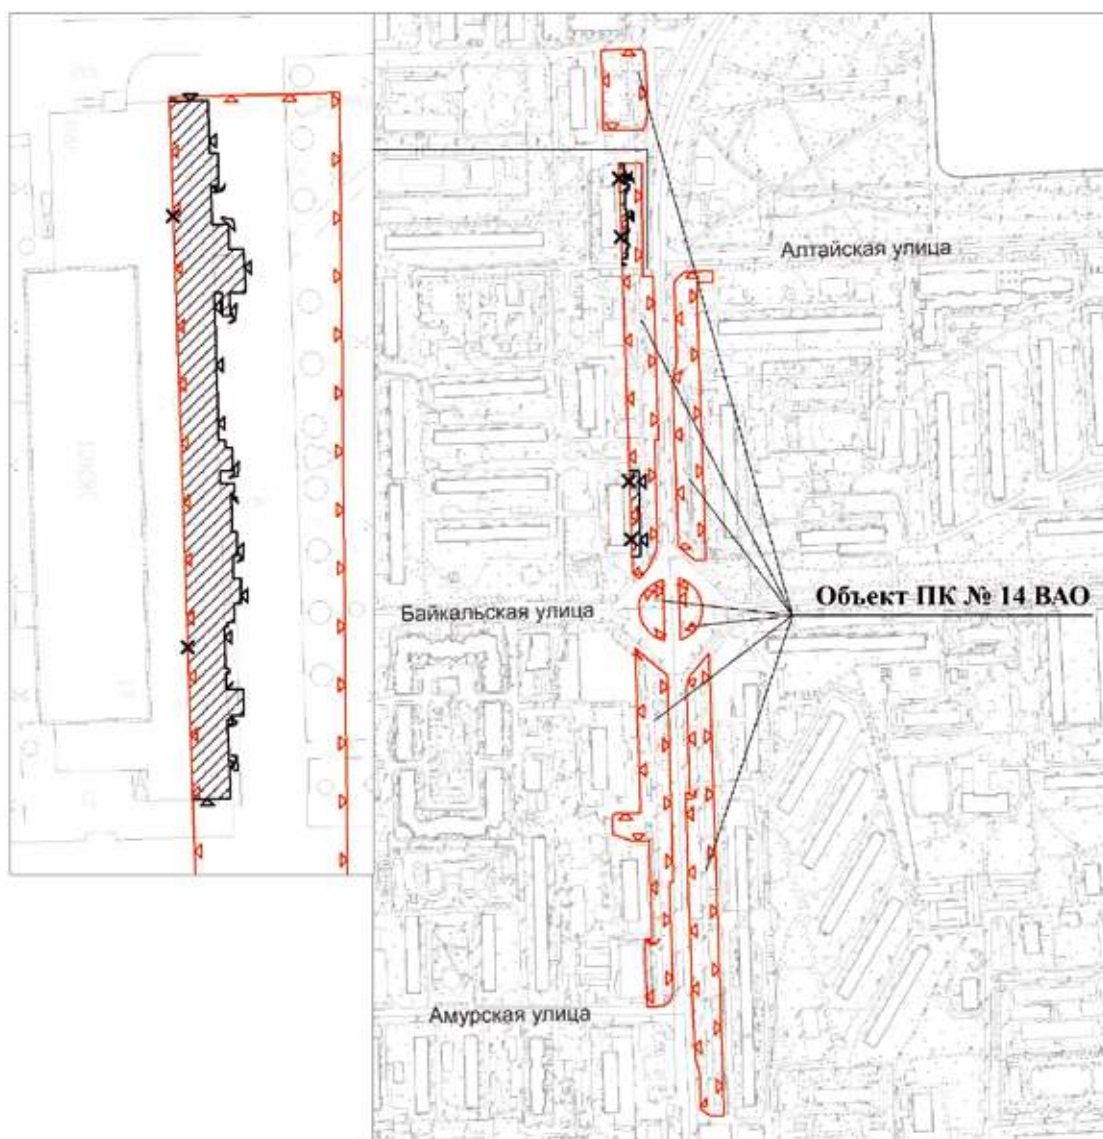 Алтайская улица
Объект ПК № 14 ВАО
Байкальская улица
Амурская улица